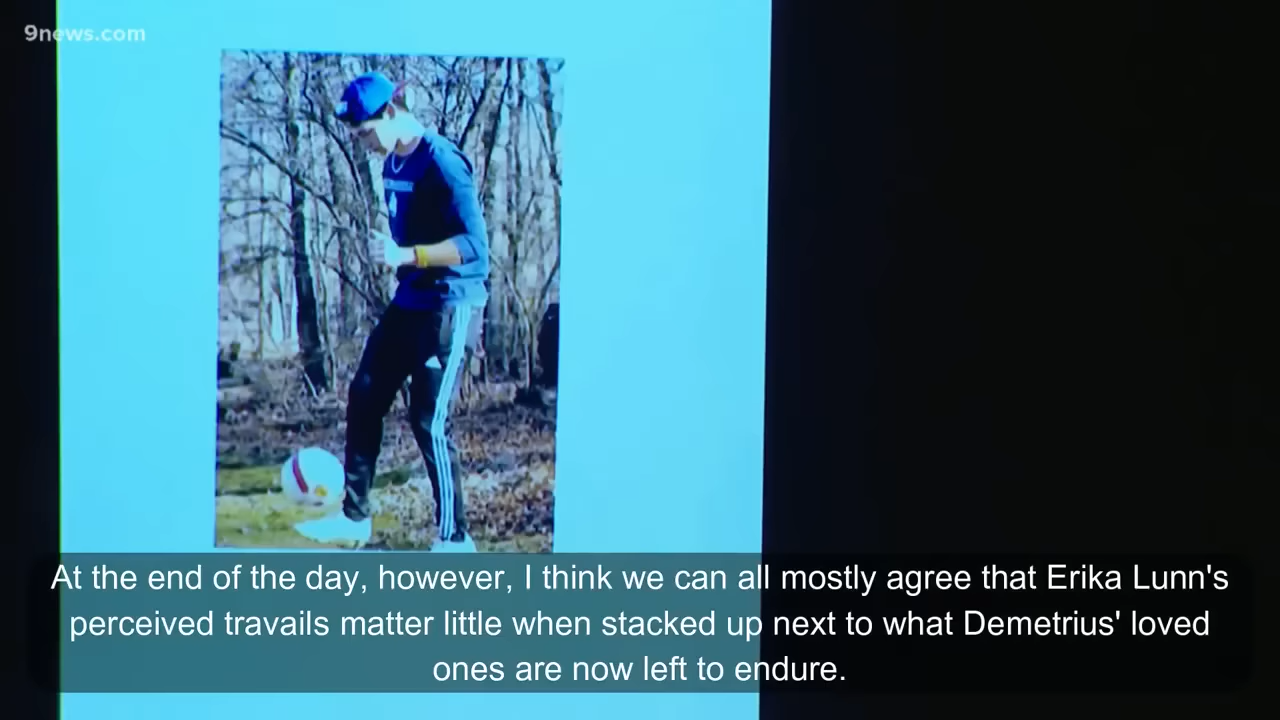 9news.com
At the end of the day, however, I think we can all mostly agree that Erika Lunn's
perceived travails matter little when stacked up next to what Demetrius' loved
ones are now left to endure.